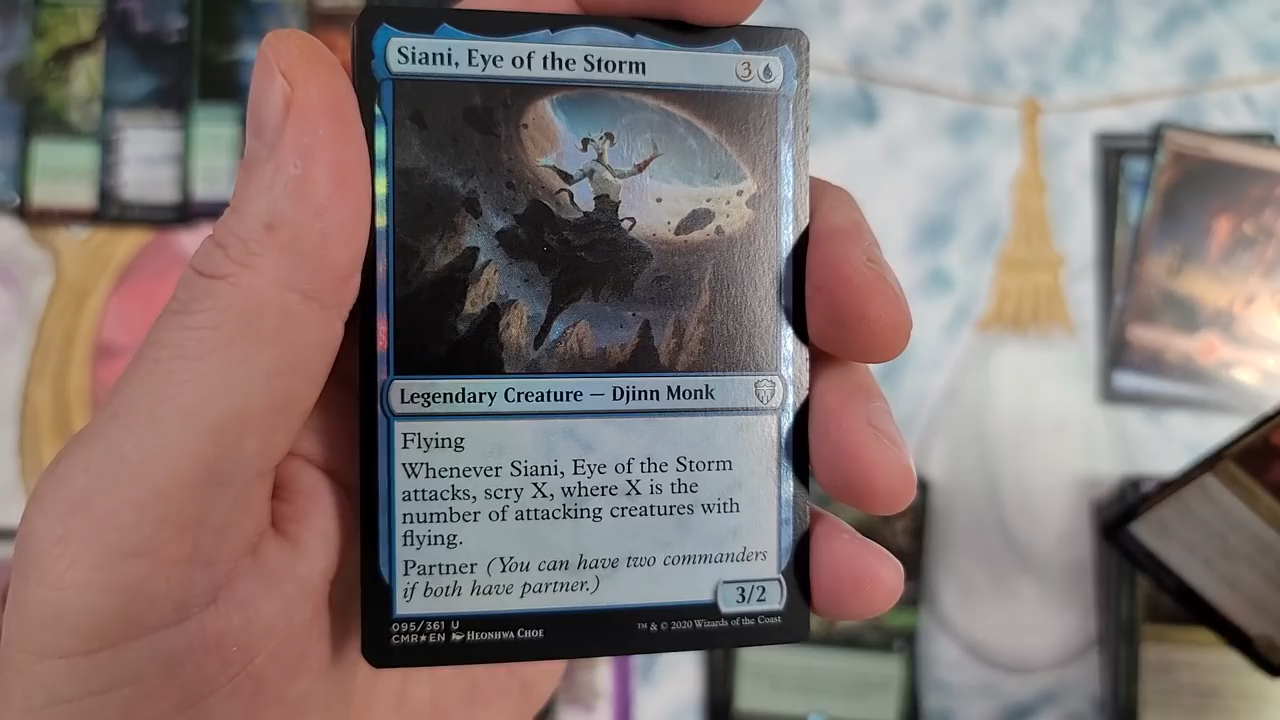 Siani, Eye of the Storm
3
Legendary Creature — Djinn Monk
Flying
Whenever Siani, Eye of the Storm
attacks, scry X, where X is the
number of attacking creatures with
flying.
Partner (You can have two commanders
if both have partner.)
3/2
095/361 U
CMR★EN Heonhwa Choe
™ & © 2020 Wizards of the Coast